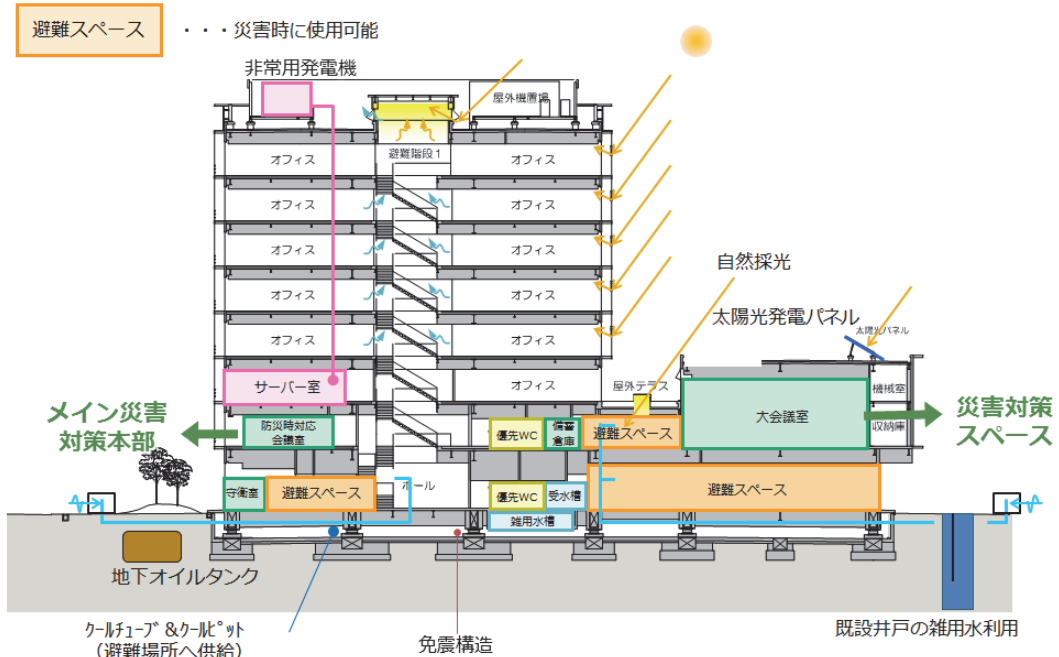 避難スペース
・・・災害時に使用可能
非常用発電機
屋外機置場
避難階段1
オフィス
オフィス
オフィス
オフィス
オフィス
オフィス
オフィス
オフィス
オフィス
オフィス
自然採光
太陽光発電パネル
太陽光パネル
サーバー室
オフィス
屋外テラス
機械室
メイン災害
対策本部
防災時対応
会議室
優先WC
備蓄
倉庫
避難スペース
大会議室
収納庫
災害対策
スペース
守衛室
避難スペース
ホール
優先WC
受水槽
避難スペース
雑用水槽
地下オイルタンク
ｸｰﾙﾁｭｰﾌﾞ&ｸｰﾙﾋﾟｯﾄ
（避難場所へ供給）
免震構造
既設井戸の雑用水利用